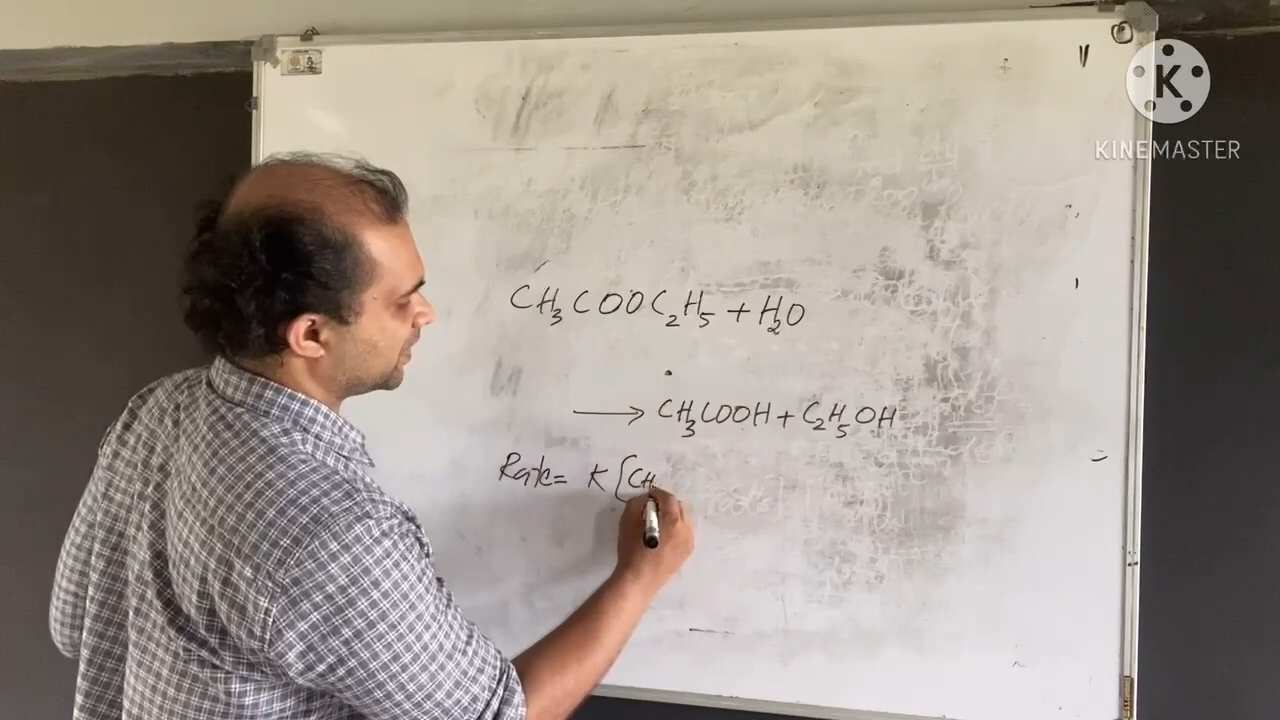 K
KINEMASTER
CH₃COOC₂H₅ + H₂O
⟶ CH₃COOH + C₂H₅OH
Rate = K [CH